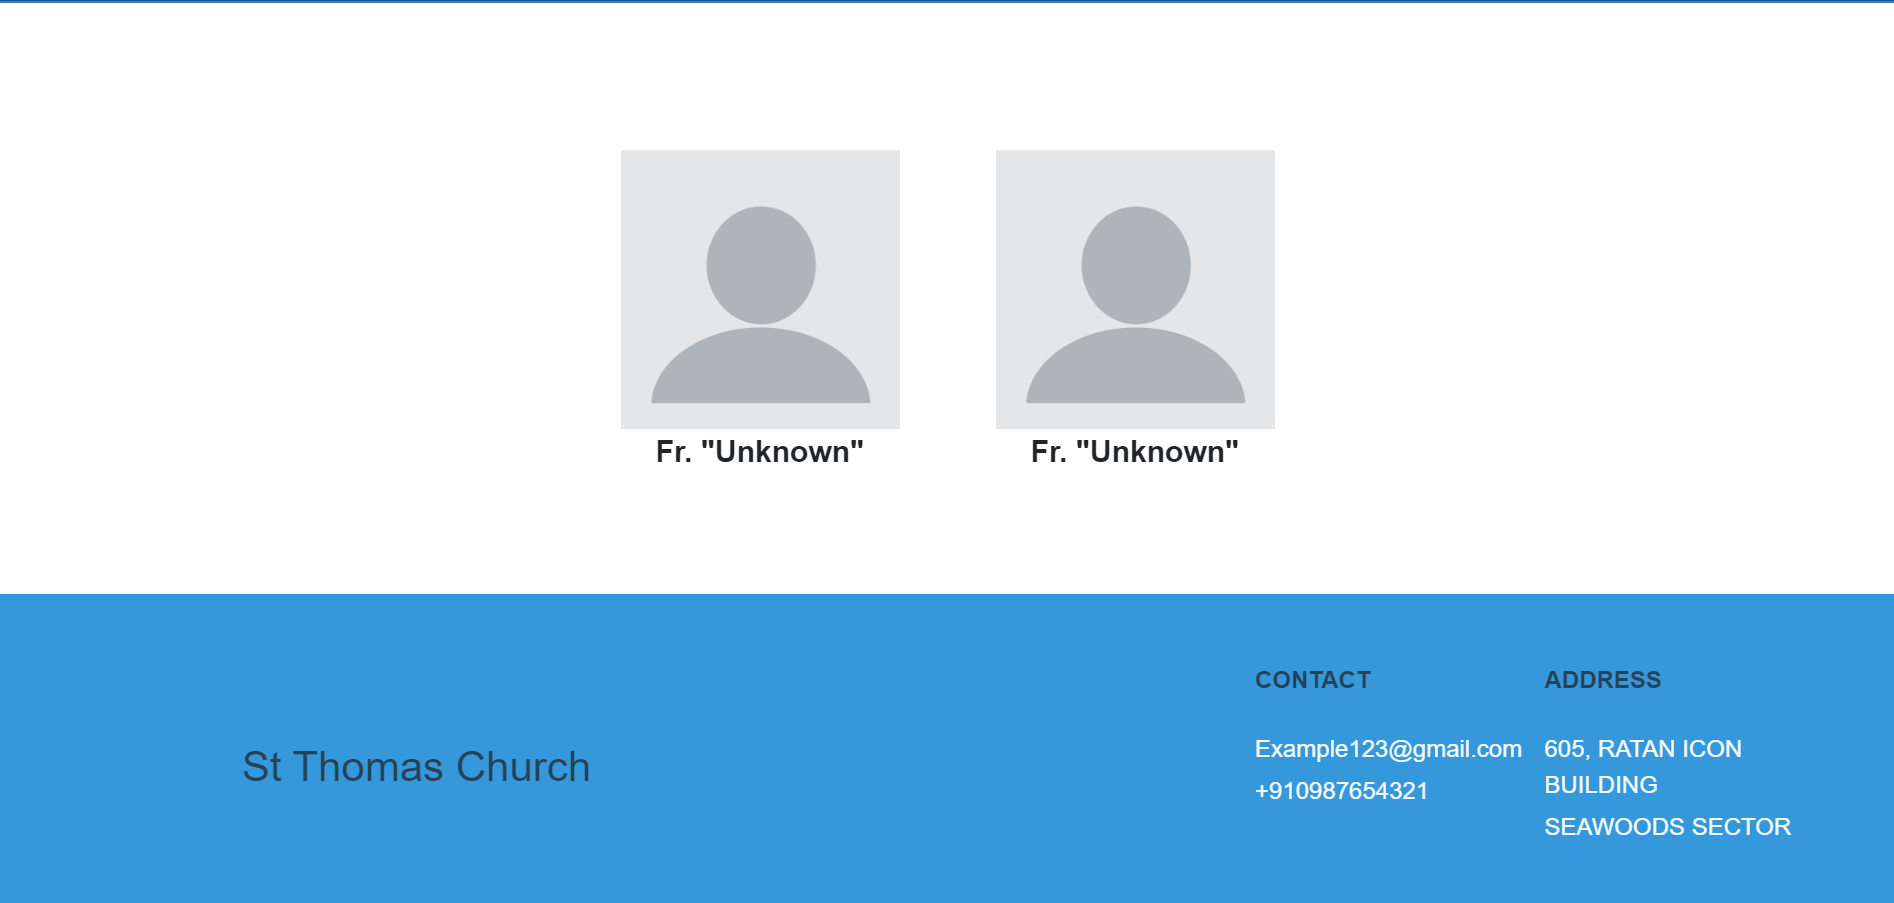 Fr. "Unknown"
Fr. "Unknown"
St Thomas Church
CONTACT
Example123@gmail.com
+910987654321
ADDRESS
605, RATAN ICON
BUILDING
SEAWOODS SECTOR